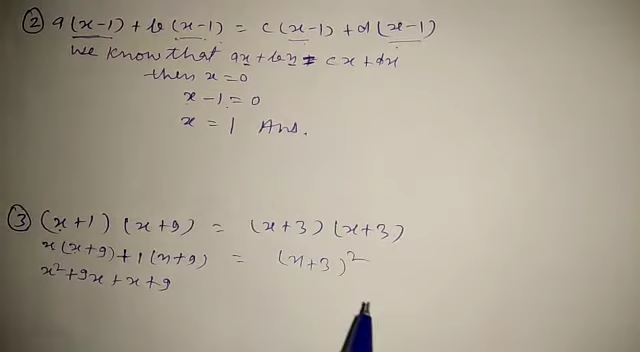 ② a(x-1) + b(x-1) = c(x-1) + d(x-1)
We know that ax + bx = cx + dx
then x = 0
x - 1 = 0
x = 1 Ans.
③ (x+1) (x+9) = (x+3) (x+3)
x(x+9) + 1(x+9) = (x+3)²
x² + 9x + x + 9